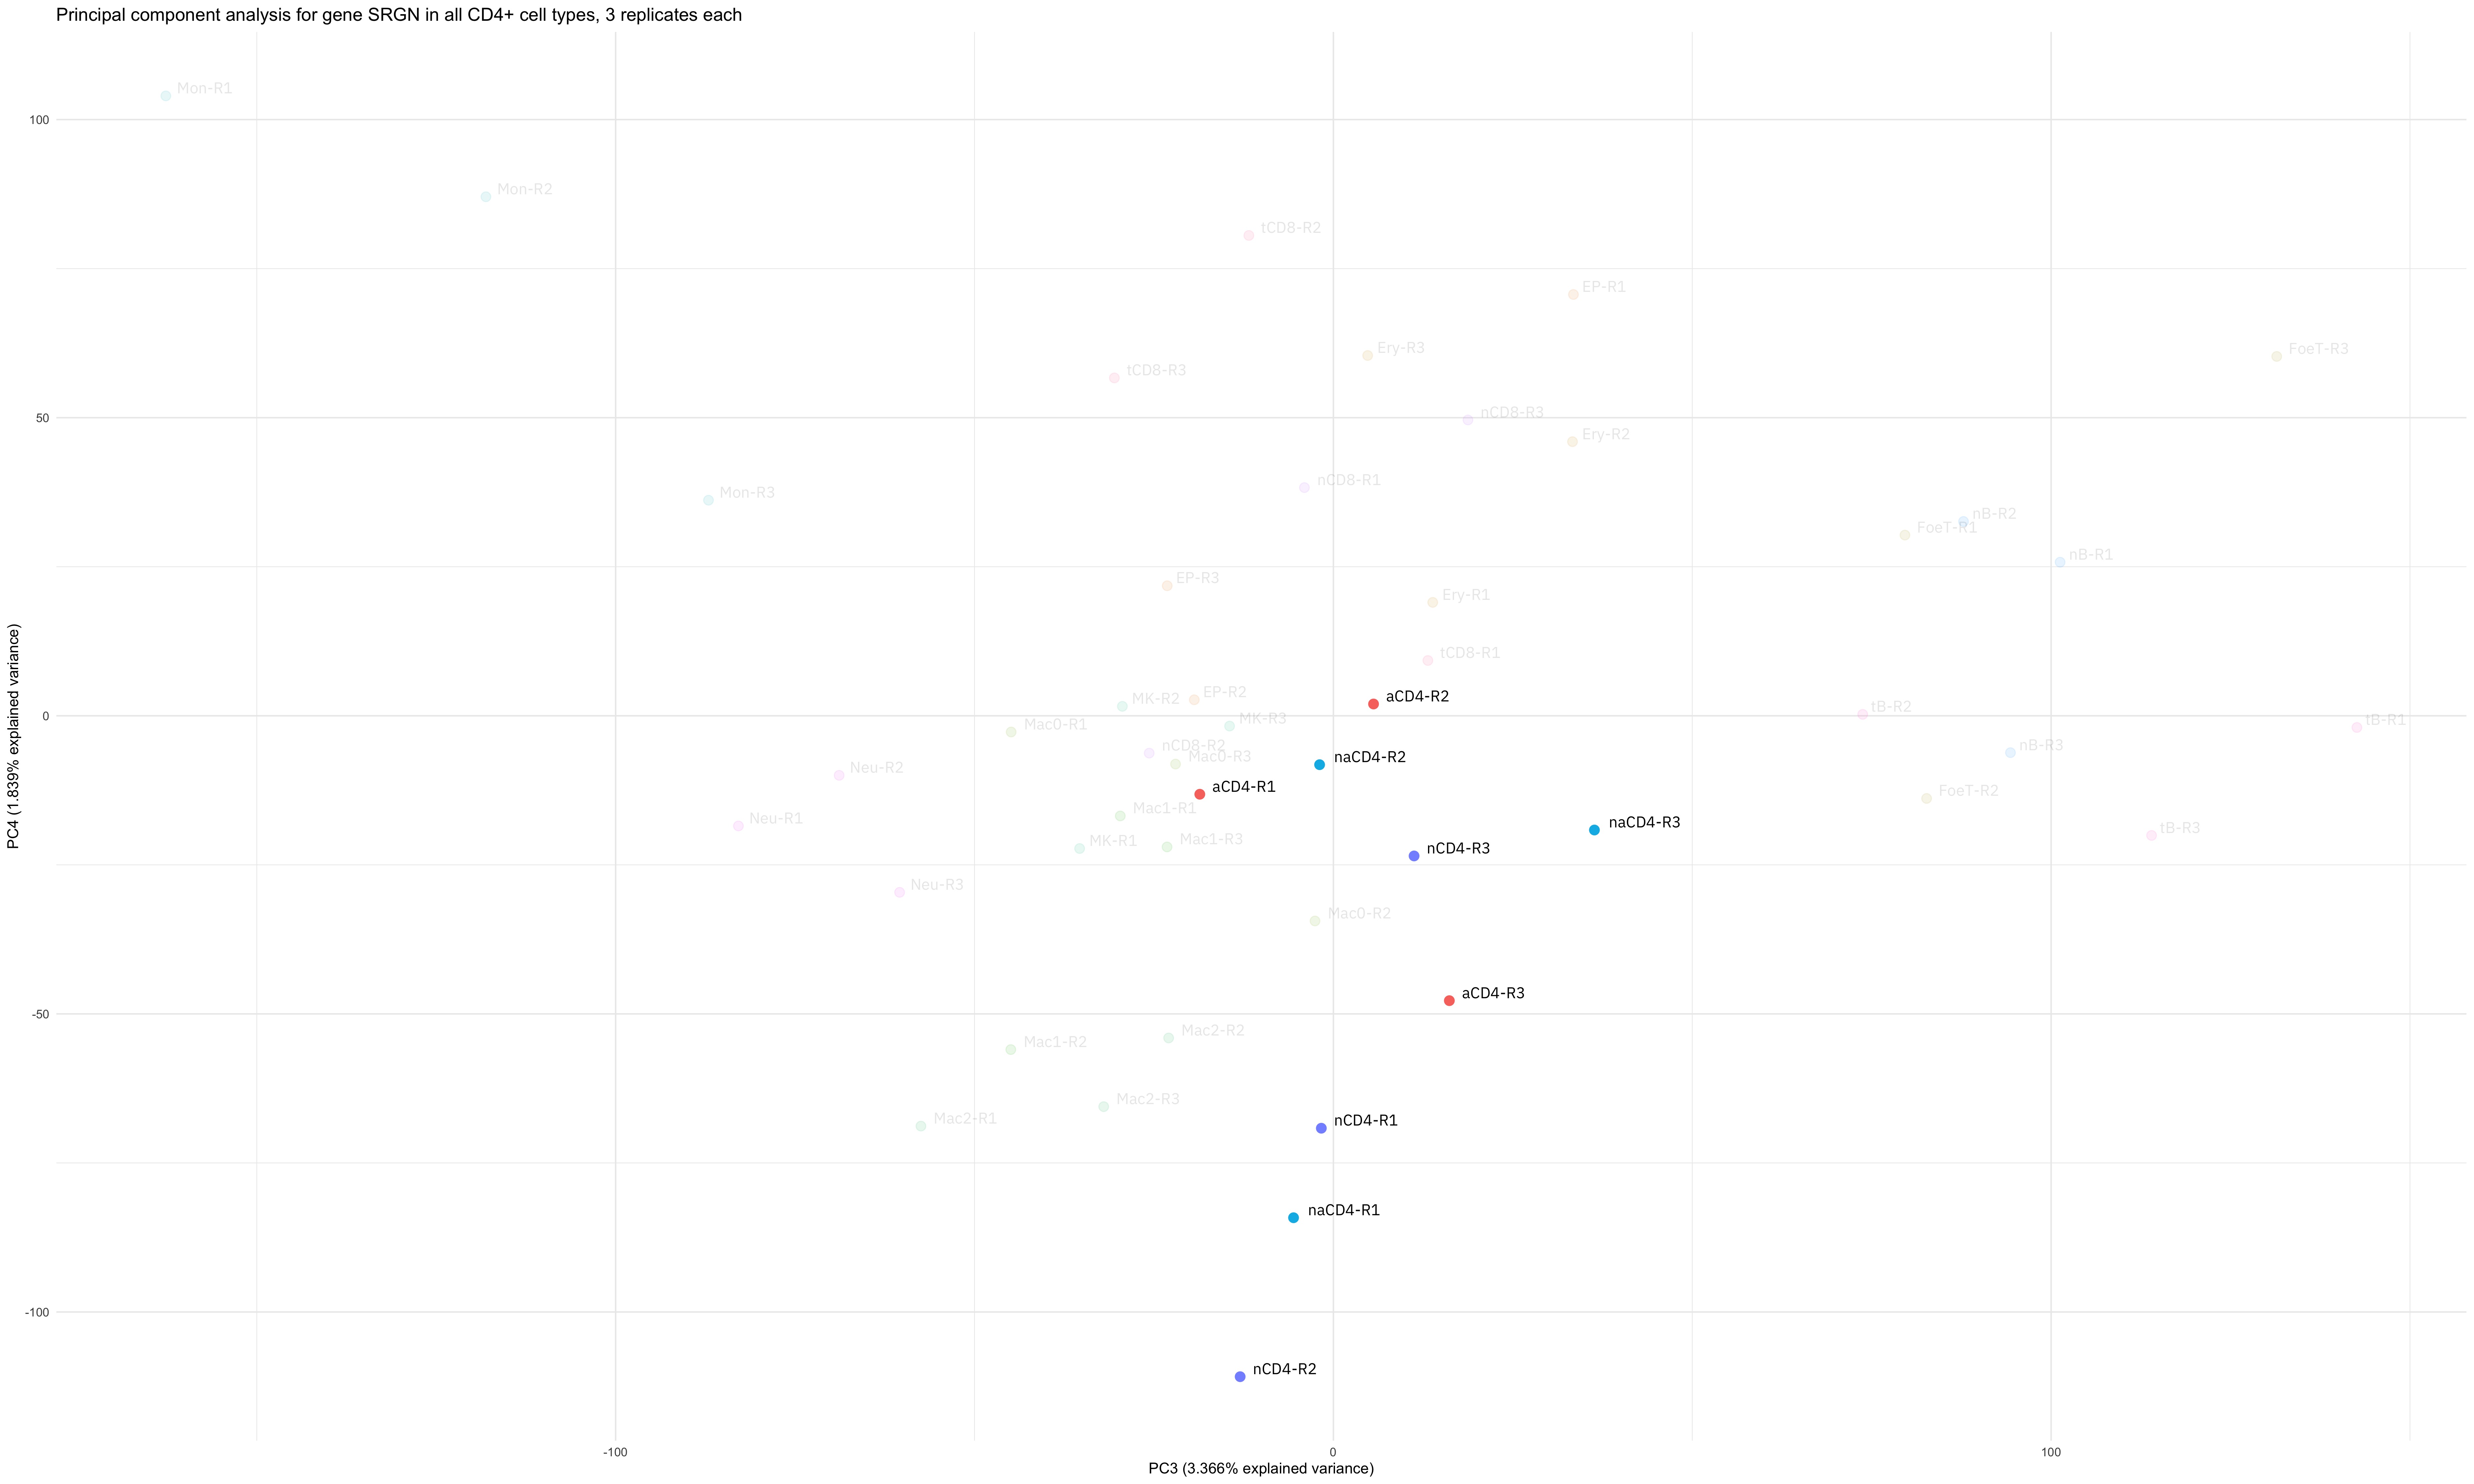 Principal component analysis for gene SRGN in all CD4+ cell types, 3 replicates each
Mon-R1
100
Mon-R2
tCD8-R2
EP-R1
Ery-R3
FoeT-R3
tCD8-R3
nCD8-R3
50
Ery-R2
nCD8-R1
Mon-R3
nB-R2
FoeT-R1
nB-R1
EP-R3
Ery-R1
tCD8-R1
EP-R2
aCD4-R2
MK-R2
tB-R2
0
MK-R3
tB-R1
Mac0-R1
nCD8-R2
nB-R3
Mac0-R3
naCD4-R2
Neu-R2
aCD4-R1
FoeT-R2
Mac1-R1
Neu-R1
naCD4-R3
tB-R3
MK-R1
Mac1-R3
nCD4-R3
Neu-R3
Mac0-R2
aCD4-R3
-50
Mac2-R2
Mac1-R2
Mac2-R3
Mac2-R1
nCD4-R1
naCD4-R1
-100
nCD4-R2
-100
0
100
PC3 (3.366% explained variance)
PC4 (1.839% explained variance)